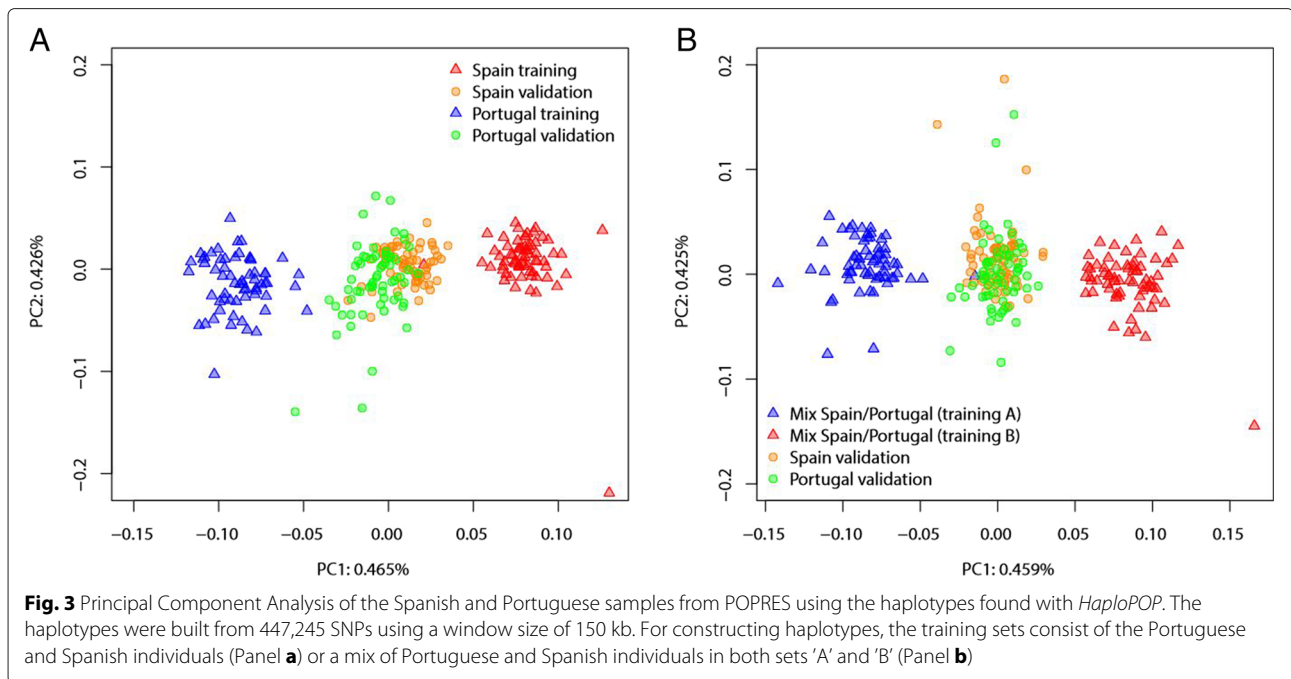 A
0.2
0.1
0.0
−0.1
−0.2
PC2: 0.426%
Spain training
Spain validation
Portugal training
Portugal validation
−0.15 −0.10 −0.05 0.00 0.05 0.10
PC1: 0.465%
B
0.2
0.1
0.0
−0.1
−0.2
PC2: 0.425%
Mix Spain/Portugal (training A)
Mix Spain/Portugal (training B)
Spain validation
Portugal validation
−0.15 −0.10 −0.05 0.00 0.05 0.10 0.15
PC1: 0.459%
Fig. 3 Principal Component Analysis of the Spanish and Portuguese samples from POPRES using the haplotypes found with HaploPOP. The
haplotypes were built from 447,245 SNPs using a window size of 150 kb. For constructing haplotypes, the training sets consist of the Portuguese
and Spanish individuals (Panel a) or a mix of Portuguese and Spanish individuals in both sets ’A’ and ’B’ (Panel b)